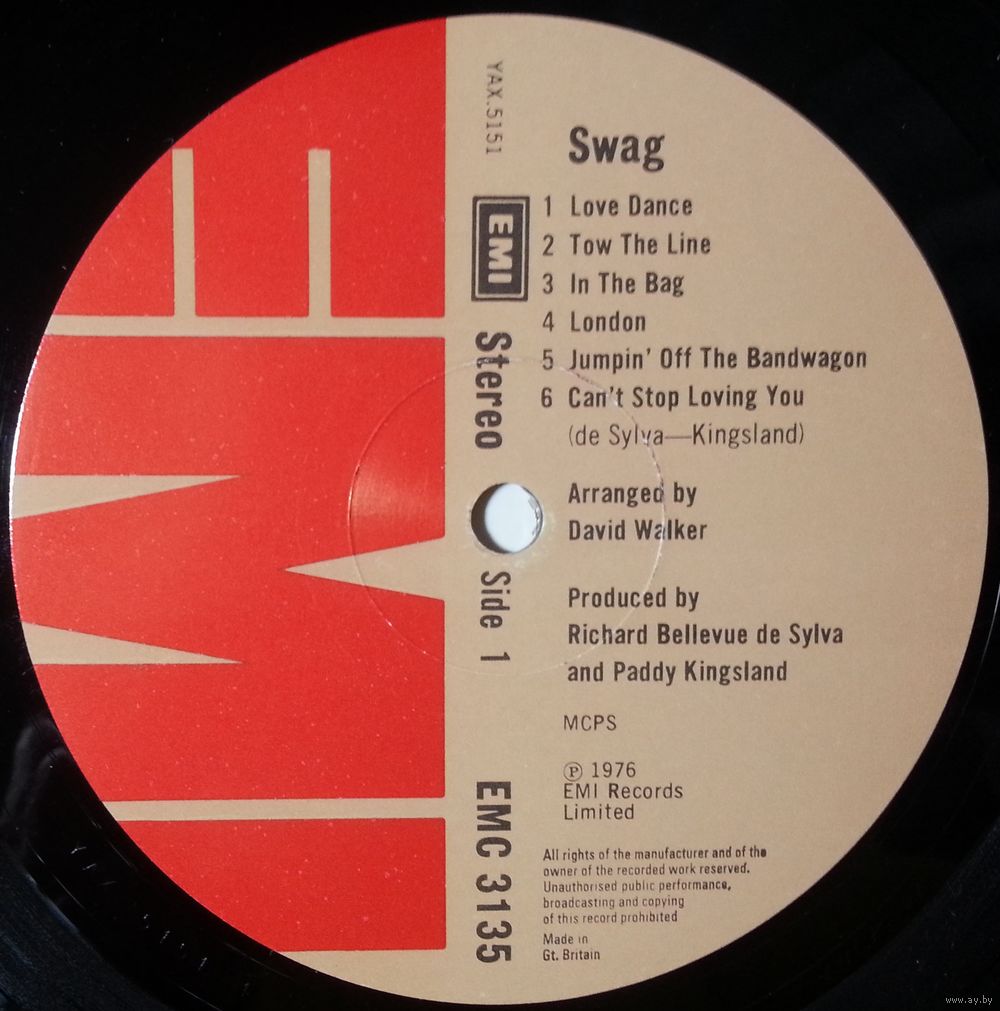 YAX.5151
EMI
Stereo
Side 1
EMC 3135
EMI
Swag
1 Love Dance
2 Tow The Line
3 In The Bag
4 London
5 Jumpin' Off The Bandwagon
6 Can't Stop Loving You
(de Sylva—Kingsland)
Arranged by
David Walker
Produced by
Richard Bellevue de Sylva
and Paddy Kingsland
MCPS
Ⓟ 1976
EMI Records
Limited
All rights of the manufacturer and of the
owner of the recorded work reserved.
Unauthorised public performance,
broadcasting and copying
of this record prohibited
Made in
Gt. Britain
www.ay.by